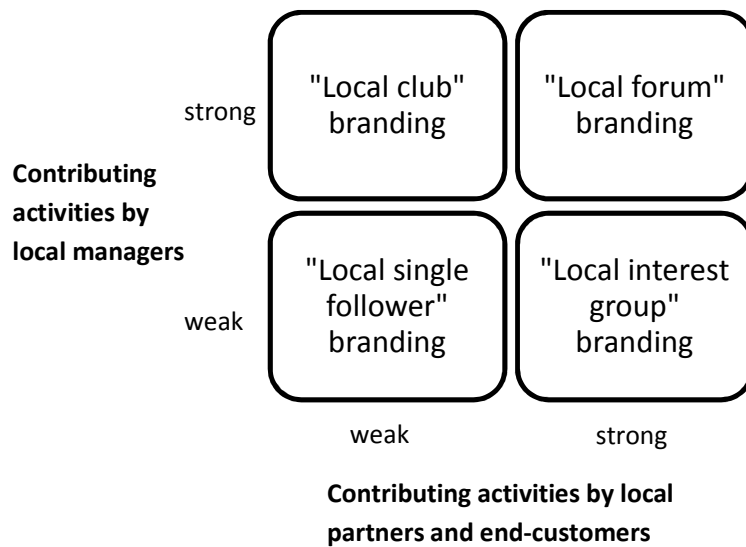 "Local club"
branding
"Local forum"
branding
strong
Contributing
activities by
local managers
"Local single
follower"
branding
"Local interest
group"
branding
weak
weak
strong
Contributing activities by local
partners and end-customers